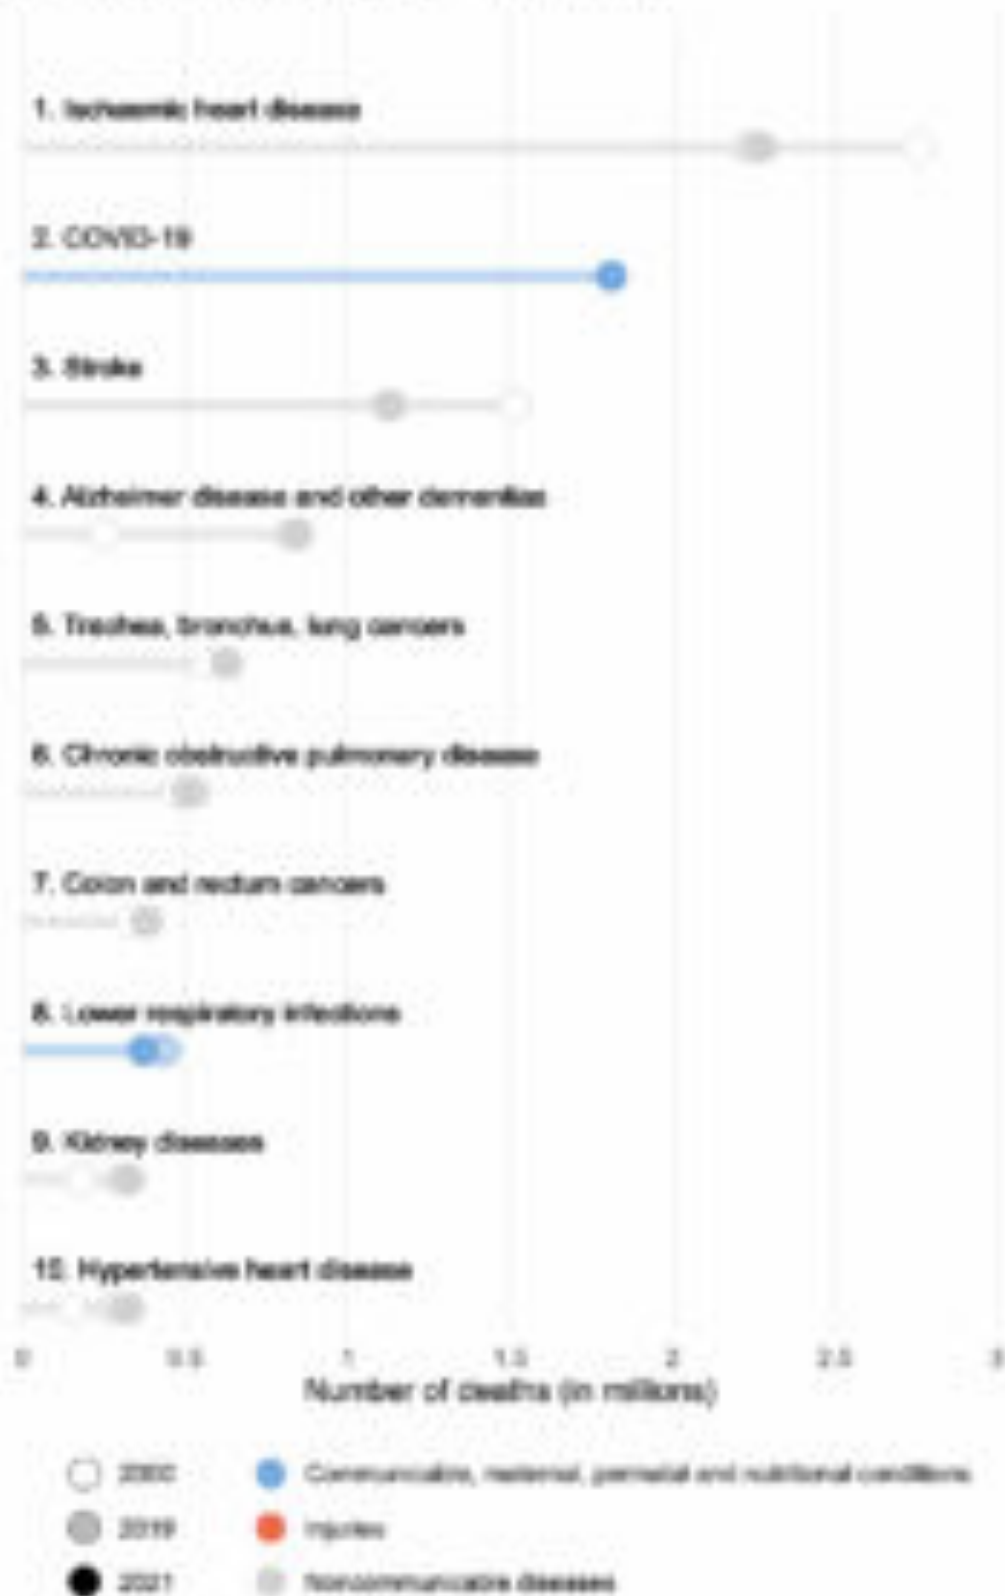 1. Ischaemic heart disease
2. COVID-19
3. Stroke
4. Alzheimer disease and other dementias
5. Trachea, bronchus, lung cancers
6. Chronic obstructive pulmonary disease
7. Colon and rectum cancers
8. Lower respiratory infections
9. Kidney diseases
10. Hypertensive heart disease
0 0.5 1 1.5 2 2.5 3
Number of deaths (in millions)
2000 Communicable, maternal, perinatal and nutritional conditions
2019 Injuries
2021 Noncommunicable diseases